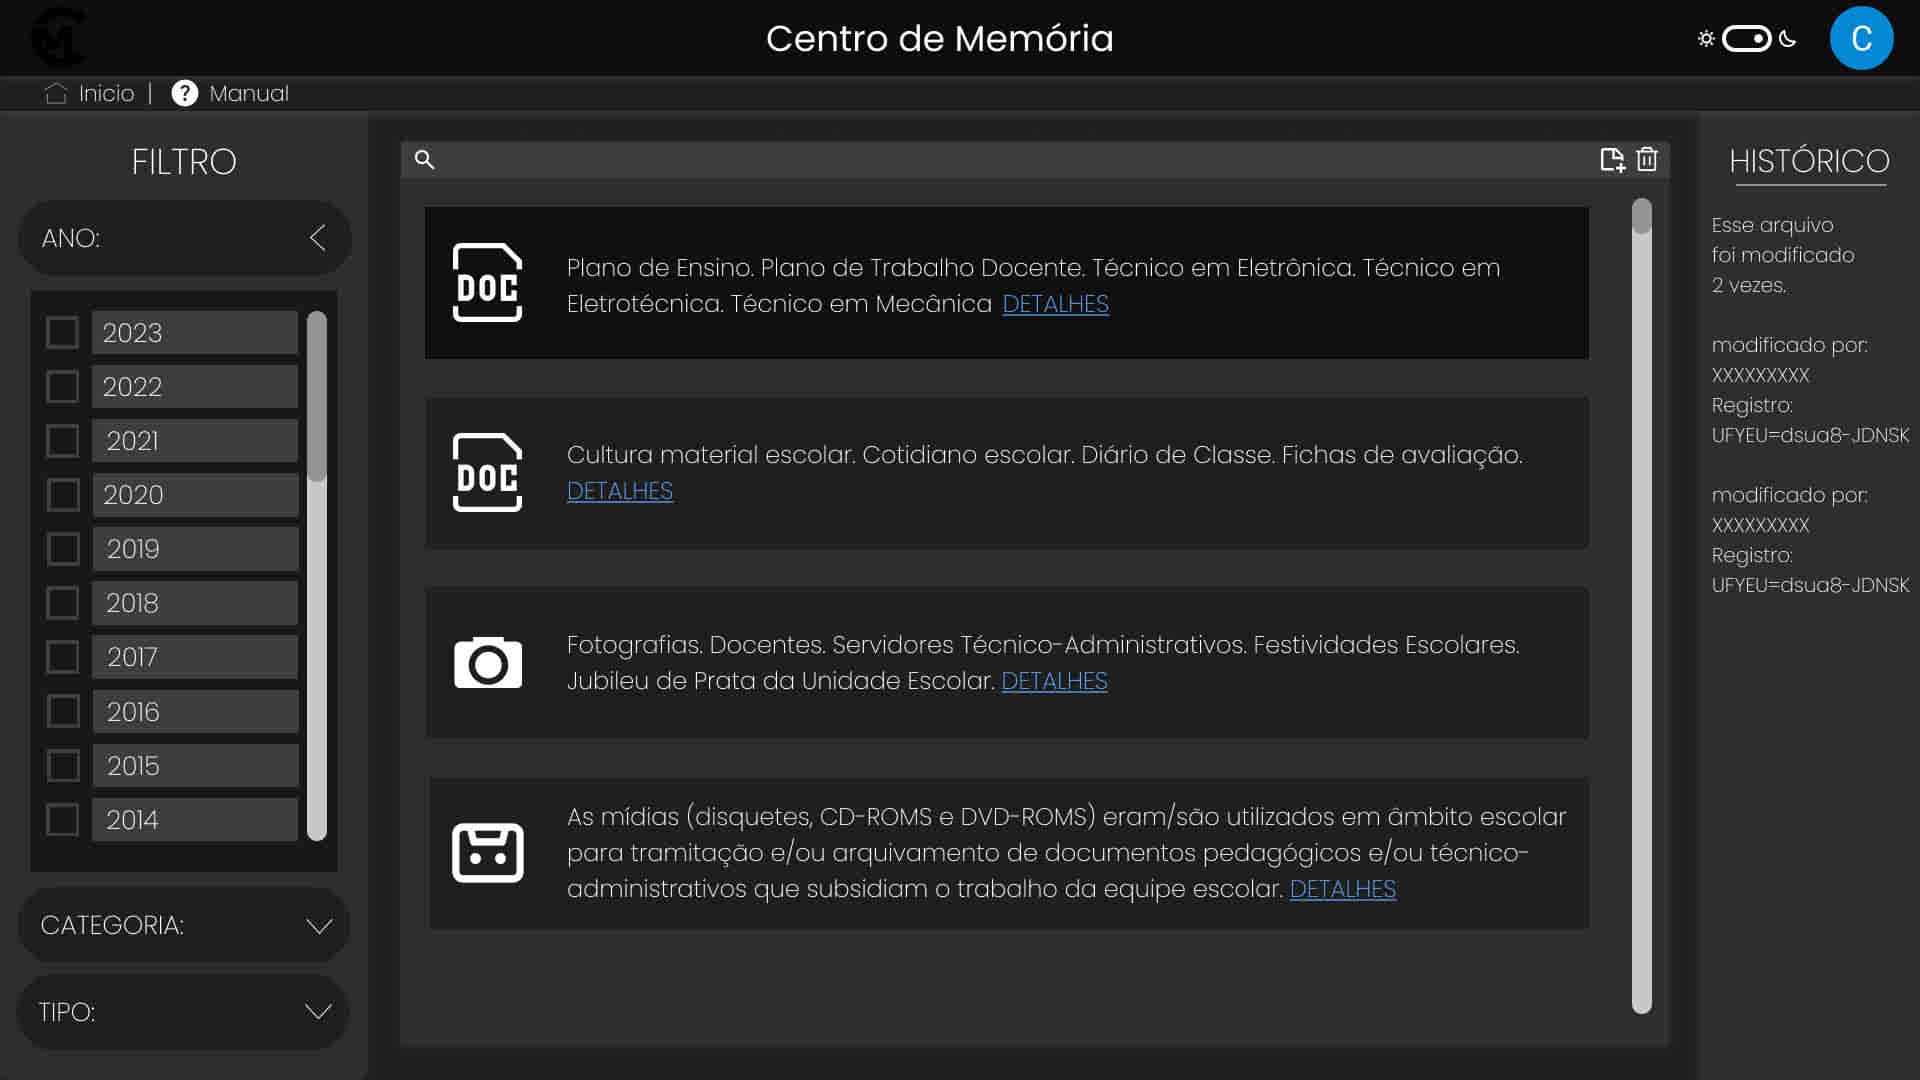 Centro de Memória
C
Inicio | ? Manual
FILTRO
ANO:
2023
2022
2021
2020
2019
2018
2017
2016
2015
2014
CATEGORIA:
TIPO:
DOC
Plano de Ensino. Plano de Trabalho Docente. Técnico em Eletrônica. Técnico em
Eletrotécnica. Técnico em Mecânica DETALHES
DOC
Cultura material escolar. Cotidiano escolar. Diário de Classe. Fichas de avaliação.
DETALHES
Fotografias. Docentes. Servidores Técnico-Administrativos. Festividades Escolares.
Jubileu de Prata da Unidade Escolar. DETALHES
As mídias (disquetes, CD-ROMS e DVD-ROMS) eram/são utilizados em âmbito escolar
para tramitação e/ou arquivamento de documentos pedagógicos e/ou técnico-
administrativos que subsidiam o trabalho da equipe escolar. DETALHES
HISTÓRICO
Esse arquivo
foi modificado
2 vezes.
modificado por:
XXXXXXXXX
Registro:
UFYEU=dsua8-JDNSK
modificado por:
XXXXXXXXX
Registro:
UFYEU=dsua8-JDNSK